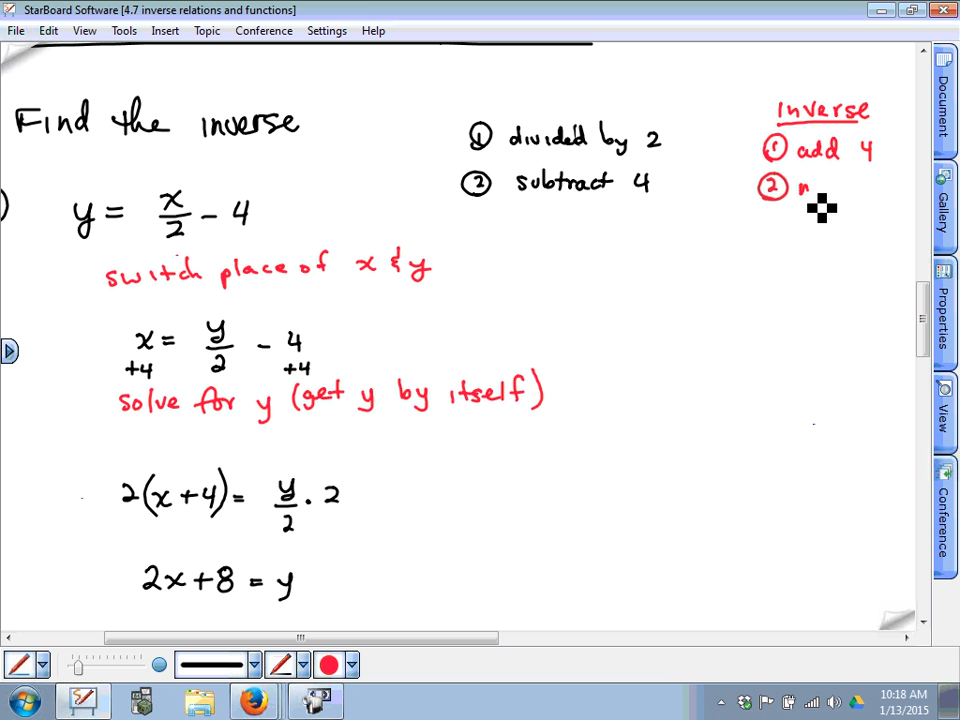 StarBoard Software [4.7 inverse relations and functions]
File Edit View Tools Insert Topic Conference Settings Help
Find the inverse
① divided by 2
② subtract 4
Inverse
① add 4
②
) y = x/2 - 4
switch place of x & y
x = y/2 - 4
+4 +4
solve for y (get y by itself)
2(x+4) = y/2 · 2
2x+8 = y
Document
Gallery
Properties
View
Conference
10:18 AM
1/13/2015